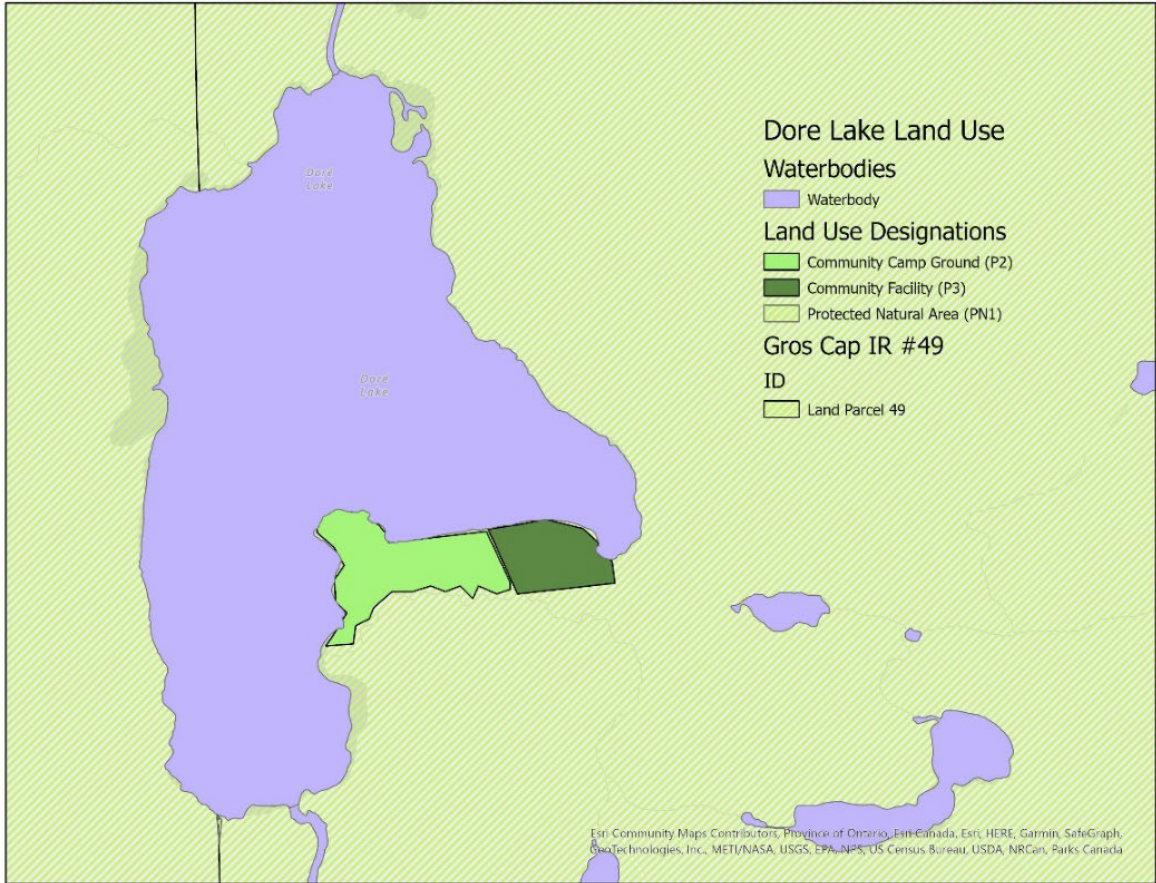 Doré
Lake
Doré
Lake
Dore Lake Land Use
Waterbodies
Waterbody
Land Use Designations
Community Camp Ground (P2)
Community Facility (P3)
Protected Natural Area (PN1)
Gros Cap IR #49
ID
Land Parcel 49
Esri Community Maps Contributors, Province of Ontario, Esri Canada, Esri, HERE, Garmin, SafeGraph,
GeoTechnologies, Inc., METI/NASA, USGS, EPA, NPS, US Census Bureau, USDA, NRCan, Parks Canada